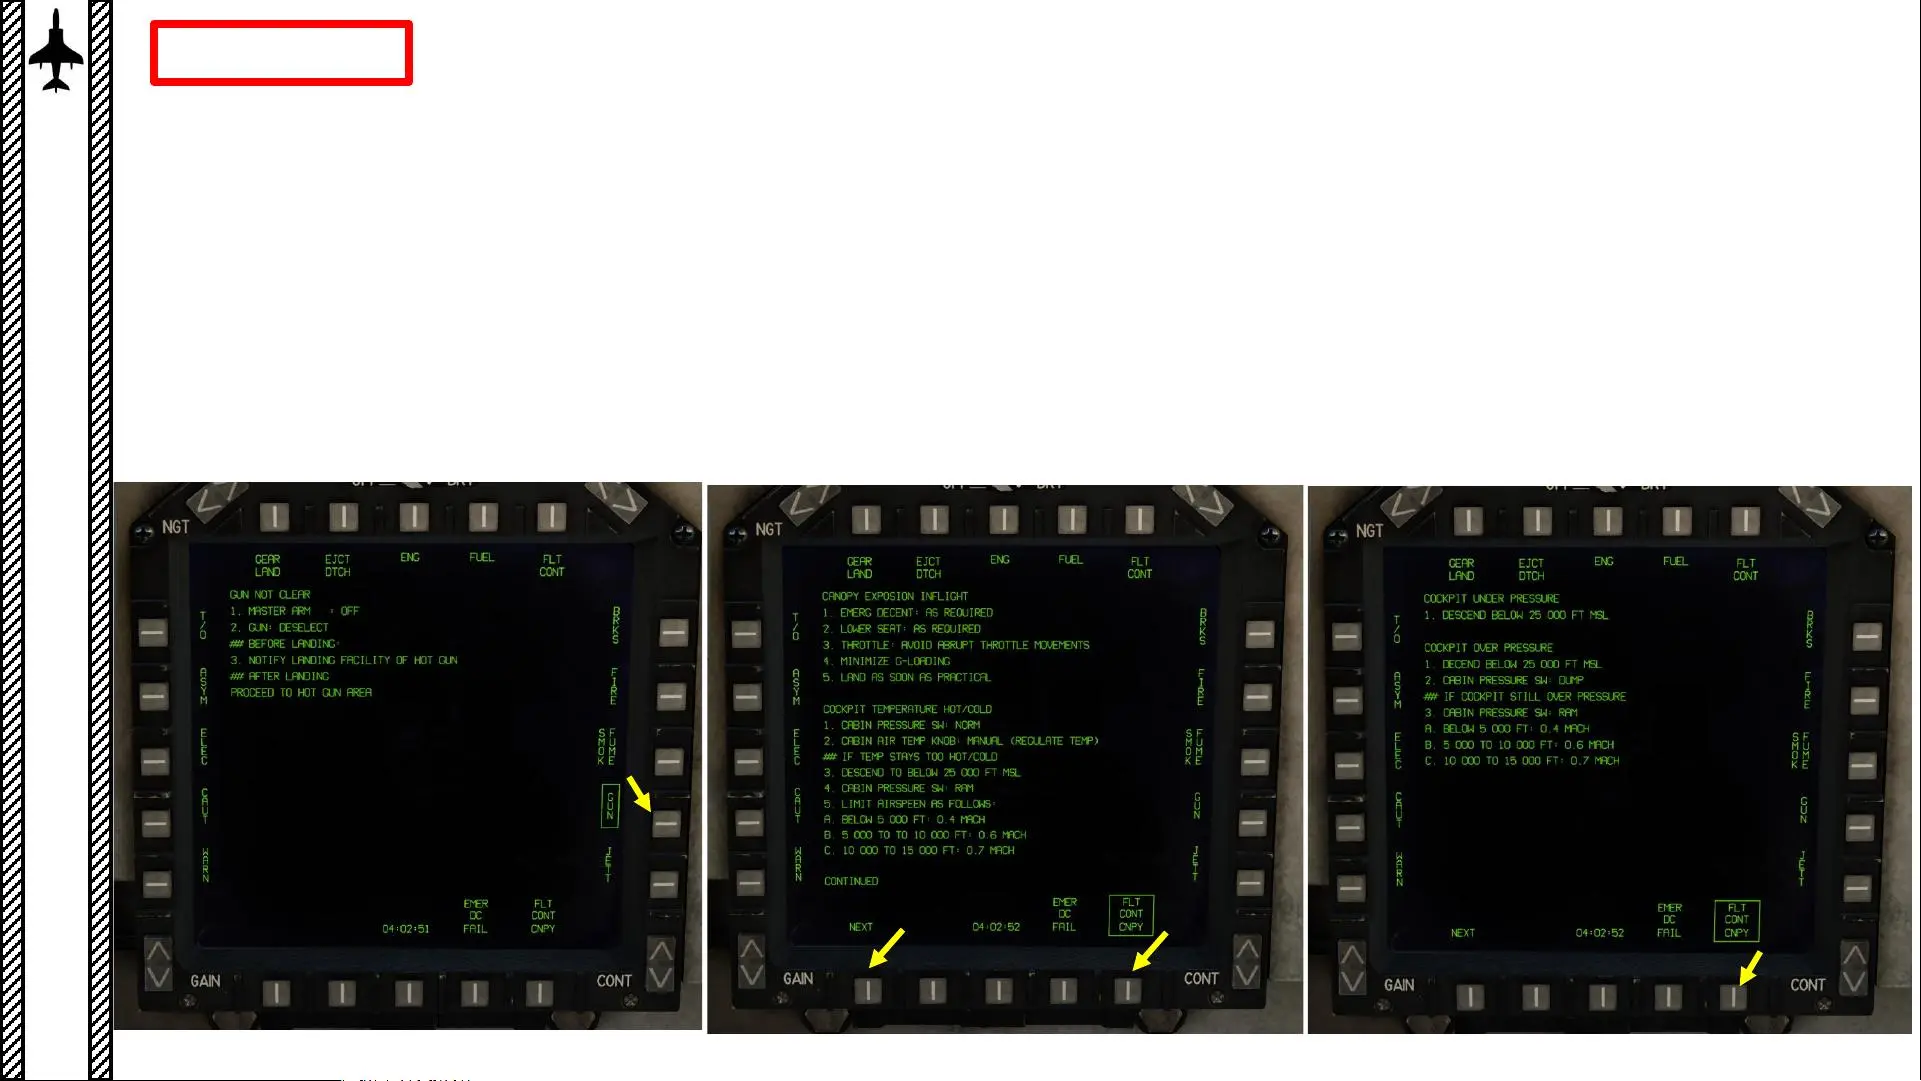 NGT
GEAR LAND
EJCT DTCH
ENG
FUEL
FLT CONT
GUN NOT CLEAR
1. MASTER ARM : OFF
2. GUN: DESELECT
## BEFORE LANDING:
3. NOTIFY LANDING FACILITY OF HOT GUN
## AFTER LANDING
PROCEED TO HOT GUN AREA
T/O
ASYM
ELEC
CAUT
WARN
BRKS
FIRE
SMOK FUME
GUN
JETT
04:02:51
EMER DC FAIL
FLT CONT CNPY
GAIN
CONT
NGT
GEAR LAND
EJCT DTCH
ENG
FUEL
FLT CONT
CANOPY EXPOSION INFLIGHT
1. EMERG DECENT: AS REQUIRED
2. LOWER SEAT: AS REQUIRED
3. THROTTLE: AVOID ABRUPT THROTTLE MOVEMENTS
4. MINIMIZE G-LOADING
5. LAND AS SOON AS PRACTICAL
COCKPIT TEMPERATURE HOT/COLD
1. CABIN PRESSURE SW: NORM
2. CABIN AIR TEMP KNOB: MANUAL (REGULATE TEMP)
## IF TEMP STAYS TOO HOT/COLD
3. DESCEND TO BELOW 25 000 FT MSL
4. CABIN PRESSURE SW: RAM
5. LIMIT AIRSPEEN AS FOLLOWS:
A. BELOW 5 000 FT: 0.4 MACH
B. 5 000 TO TO 10 000 FT: 0.6 MACH
C. 10 000 TO 15 000 FT: 0.7 MACH
CONTINUED
T/O
ASYM
ELEC
CAUT
WARN
BRKS
FIRE
SMOK FUME
GUN
JETT
NEXT
04:02:52
EMER DC FAIL
FLT CONT CNPY
GAIN
CONT
NGT
GEAR LAND
EJCT DTCH
ENG
FUEL
FLT CONT
COCKPIT UNDER PRESSURE
1. DESCEND BELOW 25 000 FT MSL
COCKPIT OVER PRESSURE
1. DECEND BELOW 25 000 FT MSL
2. CABIN PRESSURE SW: DUMP
## IF COCKPIT STILL OVER PRESSURE
3. CABIN PRESSURE SW: RAM
A. BELOW 5 000 FT: 0.4 MACH
B. 5 000 TO 10 000 FT: 0.6 MACH
C. 10 000 TO 15 000 FT: 0.7 MACH
T/O
ASYM
ELEC
CAUT
WARN
BRKS
FIRE
SMOK FUME
GUN
JETT
NEXT
04:02:52
EMER DC FAIL
FLT CONT CNPY
GAIN
CONT